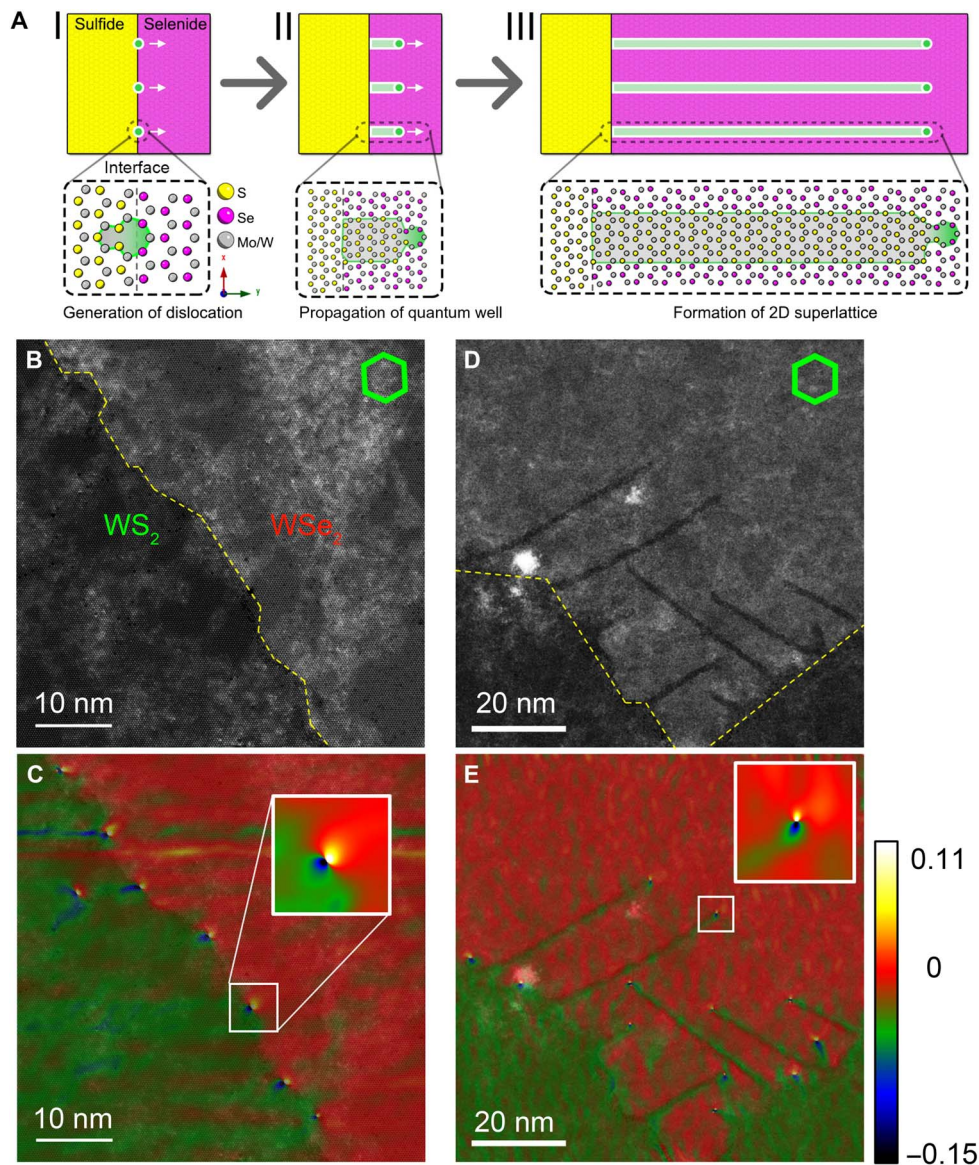 A
I
Sulfide
Selenide
II
III
Interface
S
Se
Mo/W
x
y
Generation of dislocation
Propagation of quantum well
Formation of 2D superlattice
B
WS2
WSe2
10 nm
D
20 nm
C
10 nm
E
20 nm
0.11
0
−0.15